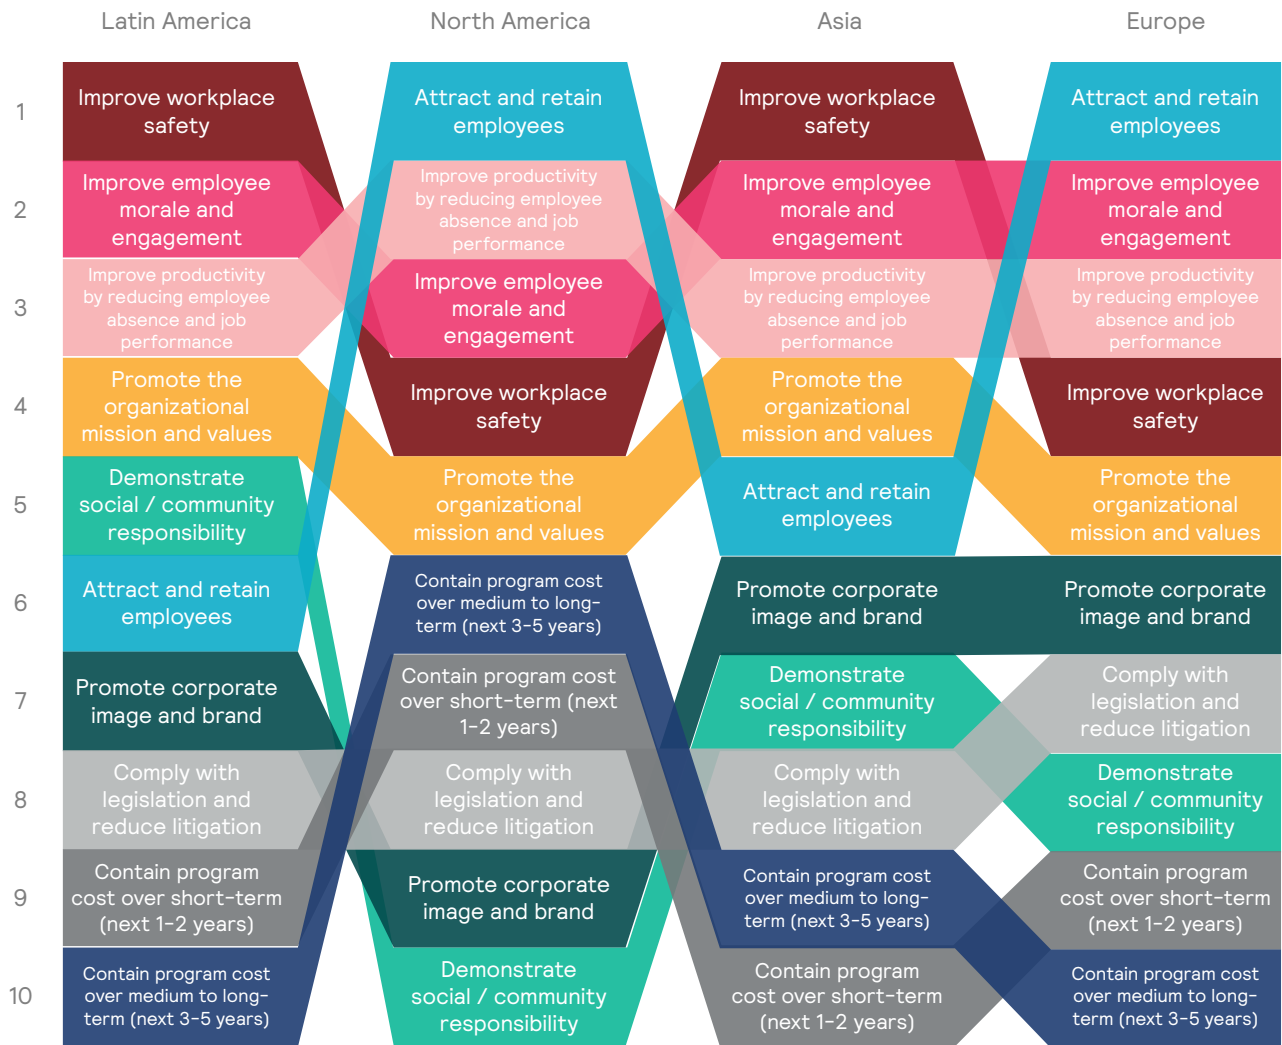 Latin America
North America
Asia
Europe
1
Improve workplace
safety
Attract and retain
employees
Improve workplace
safety
Attract and retain
employees
2
Improve employee
morale and
engagement
Improve productivity
by reducing employee
absence and job
performance
Improve employee
morale and
engagement
Improve employee
morale and
engagement
3
Improve productivity
by reducing employee
absence and job
performance
Improve employee
morale and
engagement
Improve productivity
by reducing employee
absence and job
performance
Improve productivity
by reducing employee
absence and job
performance
4
Promote the
organizational
mission and values
Improve workplace
safety
Promote the
organizational
mission and values
Improve workplace
safety
5
Demonstrate
social / community
responsibility
Promote the
organizational
mission and values
Attract and retain
employees
Promote the
organizational
mission and values
6
Attract and retain
employees
Contain program cost
over medium to long-
term (next 3–5 years)
Promote corporate
image and brand
Promote corporate
image and brand
7
Promote corporate
image and brand
Contain program cost
over short-term (next
1–2 years)
Demonstrate
social / community
responsibility
Comply with
legislation and
reduce litigation
8
Comply with
legislation and
reduce litigation
Comply with
legislation and
reduce litigation
Comply with
legislation and
reduce litigation
Demonstrate
social / community
responsibility
9
Contain program
cost over short-term
(next 1–2 years)
Promote corporate
image and brand
Contain program cost
over medium to long-
term (next 3–5 years)
Contain program
cost over short-term
(next 1–2 years)
10
Contain program cost
over medium to long-
term (next 3–5 years)
Demonstrate
social / community
responsibility
Contain program
cost over short-term
(next 1–2 years)
Contain program cost
over medium to long-
term (next 3–5 years)